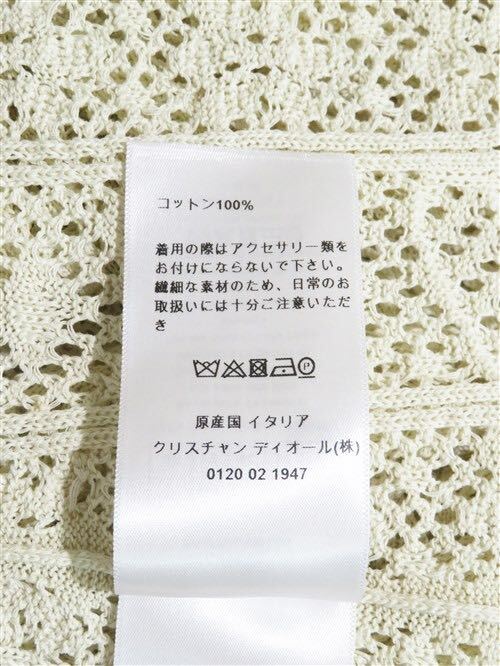 コットン100%
着用の際はアクセサリー類を
お付けにならないで下さい。
繊細な素材のため、日常のお
取扱いには十分ご注意いただ
き
原産国 イタリア
クリスチャン ディオール(株)
0120 02 1947